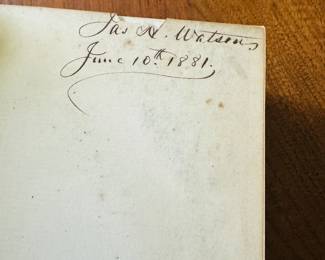 Jas A. Watson,
June 10th 1881.